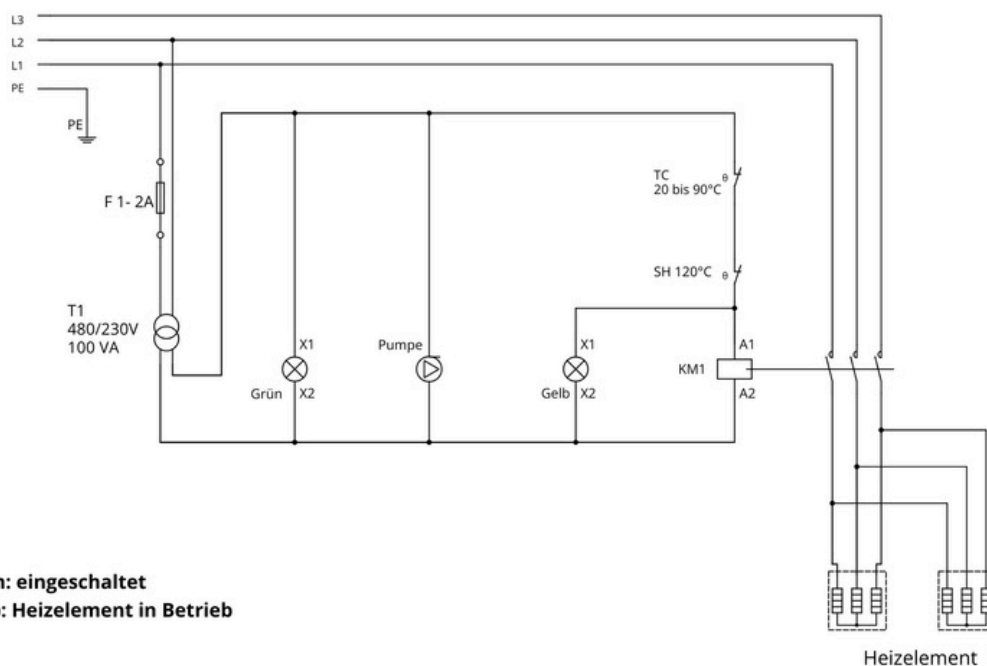 L3
L2
L1
PE
PE
F 1- 2A
T1
480/230V
100 VA
X1
Grün
X2
Pumpe
X1
Gelb
X2
TC
θ
20 bis 90°C
SH 120°C
θ
A1
KM1
A2
: eingeschaltet
: Heizelement in Betrieb
Heizelement